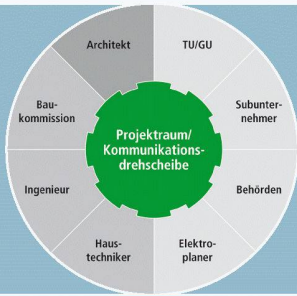 Architekt
TU/GU
Bau-
kommission
Subunter-
nehmer
Projektraum/
Kommunikations-
drehscheibe
Ingenieur
Behörden
Haus-
techniker
Elektro-
planer